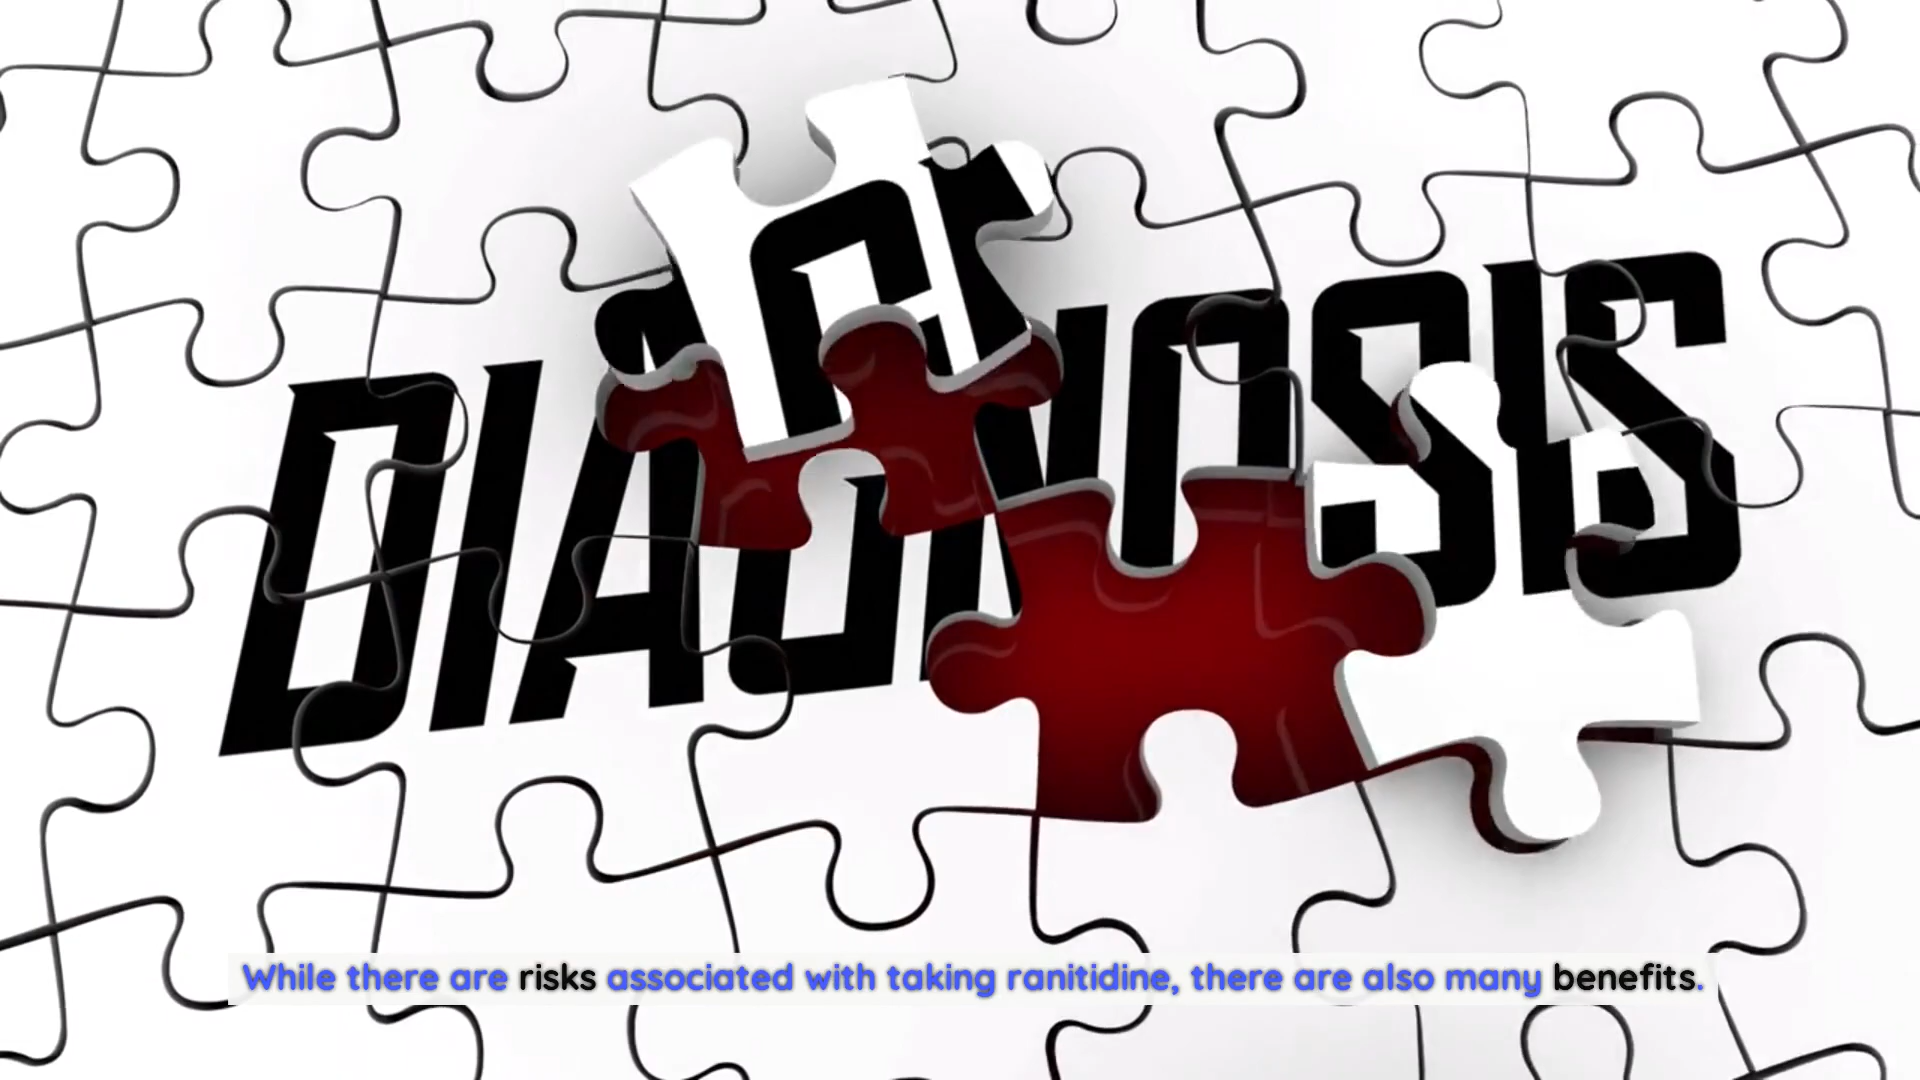 DIAGNOSIS
While there are risks associated with taking ranitidine, there are also many benefits.